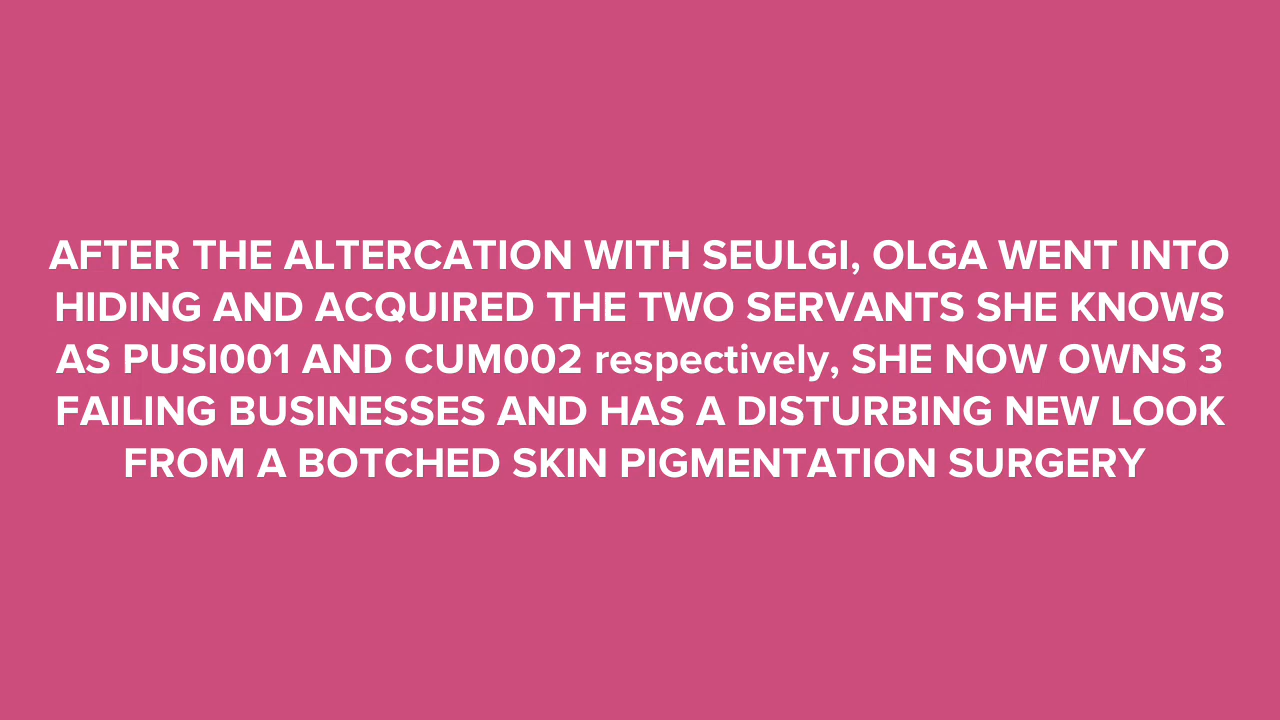 AFTER THE ALTERCATION WITH SEULGI, OLGA WENT INTO
HIDING AND ACQUIRED THE TWO SERVANTS SHE KNOWS
AS PUSI001 AND CUM002 respectively, SHE NOW OWNS 3
FAILING BUSINESSES AND HAS A DISTURBING NEW LOOK
FROM A BOTCHED SKIN PIGMENTATION SURGERY